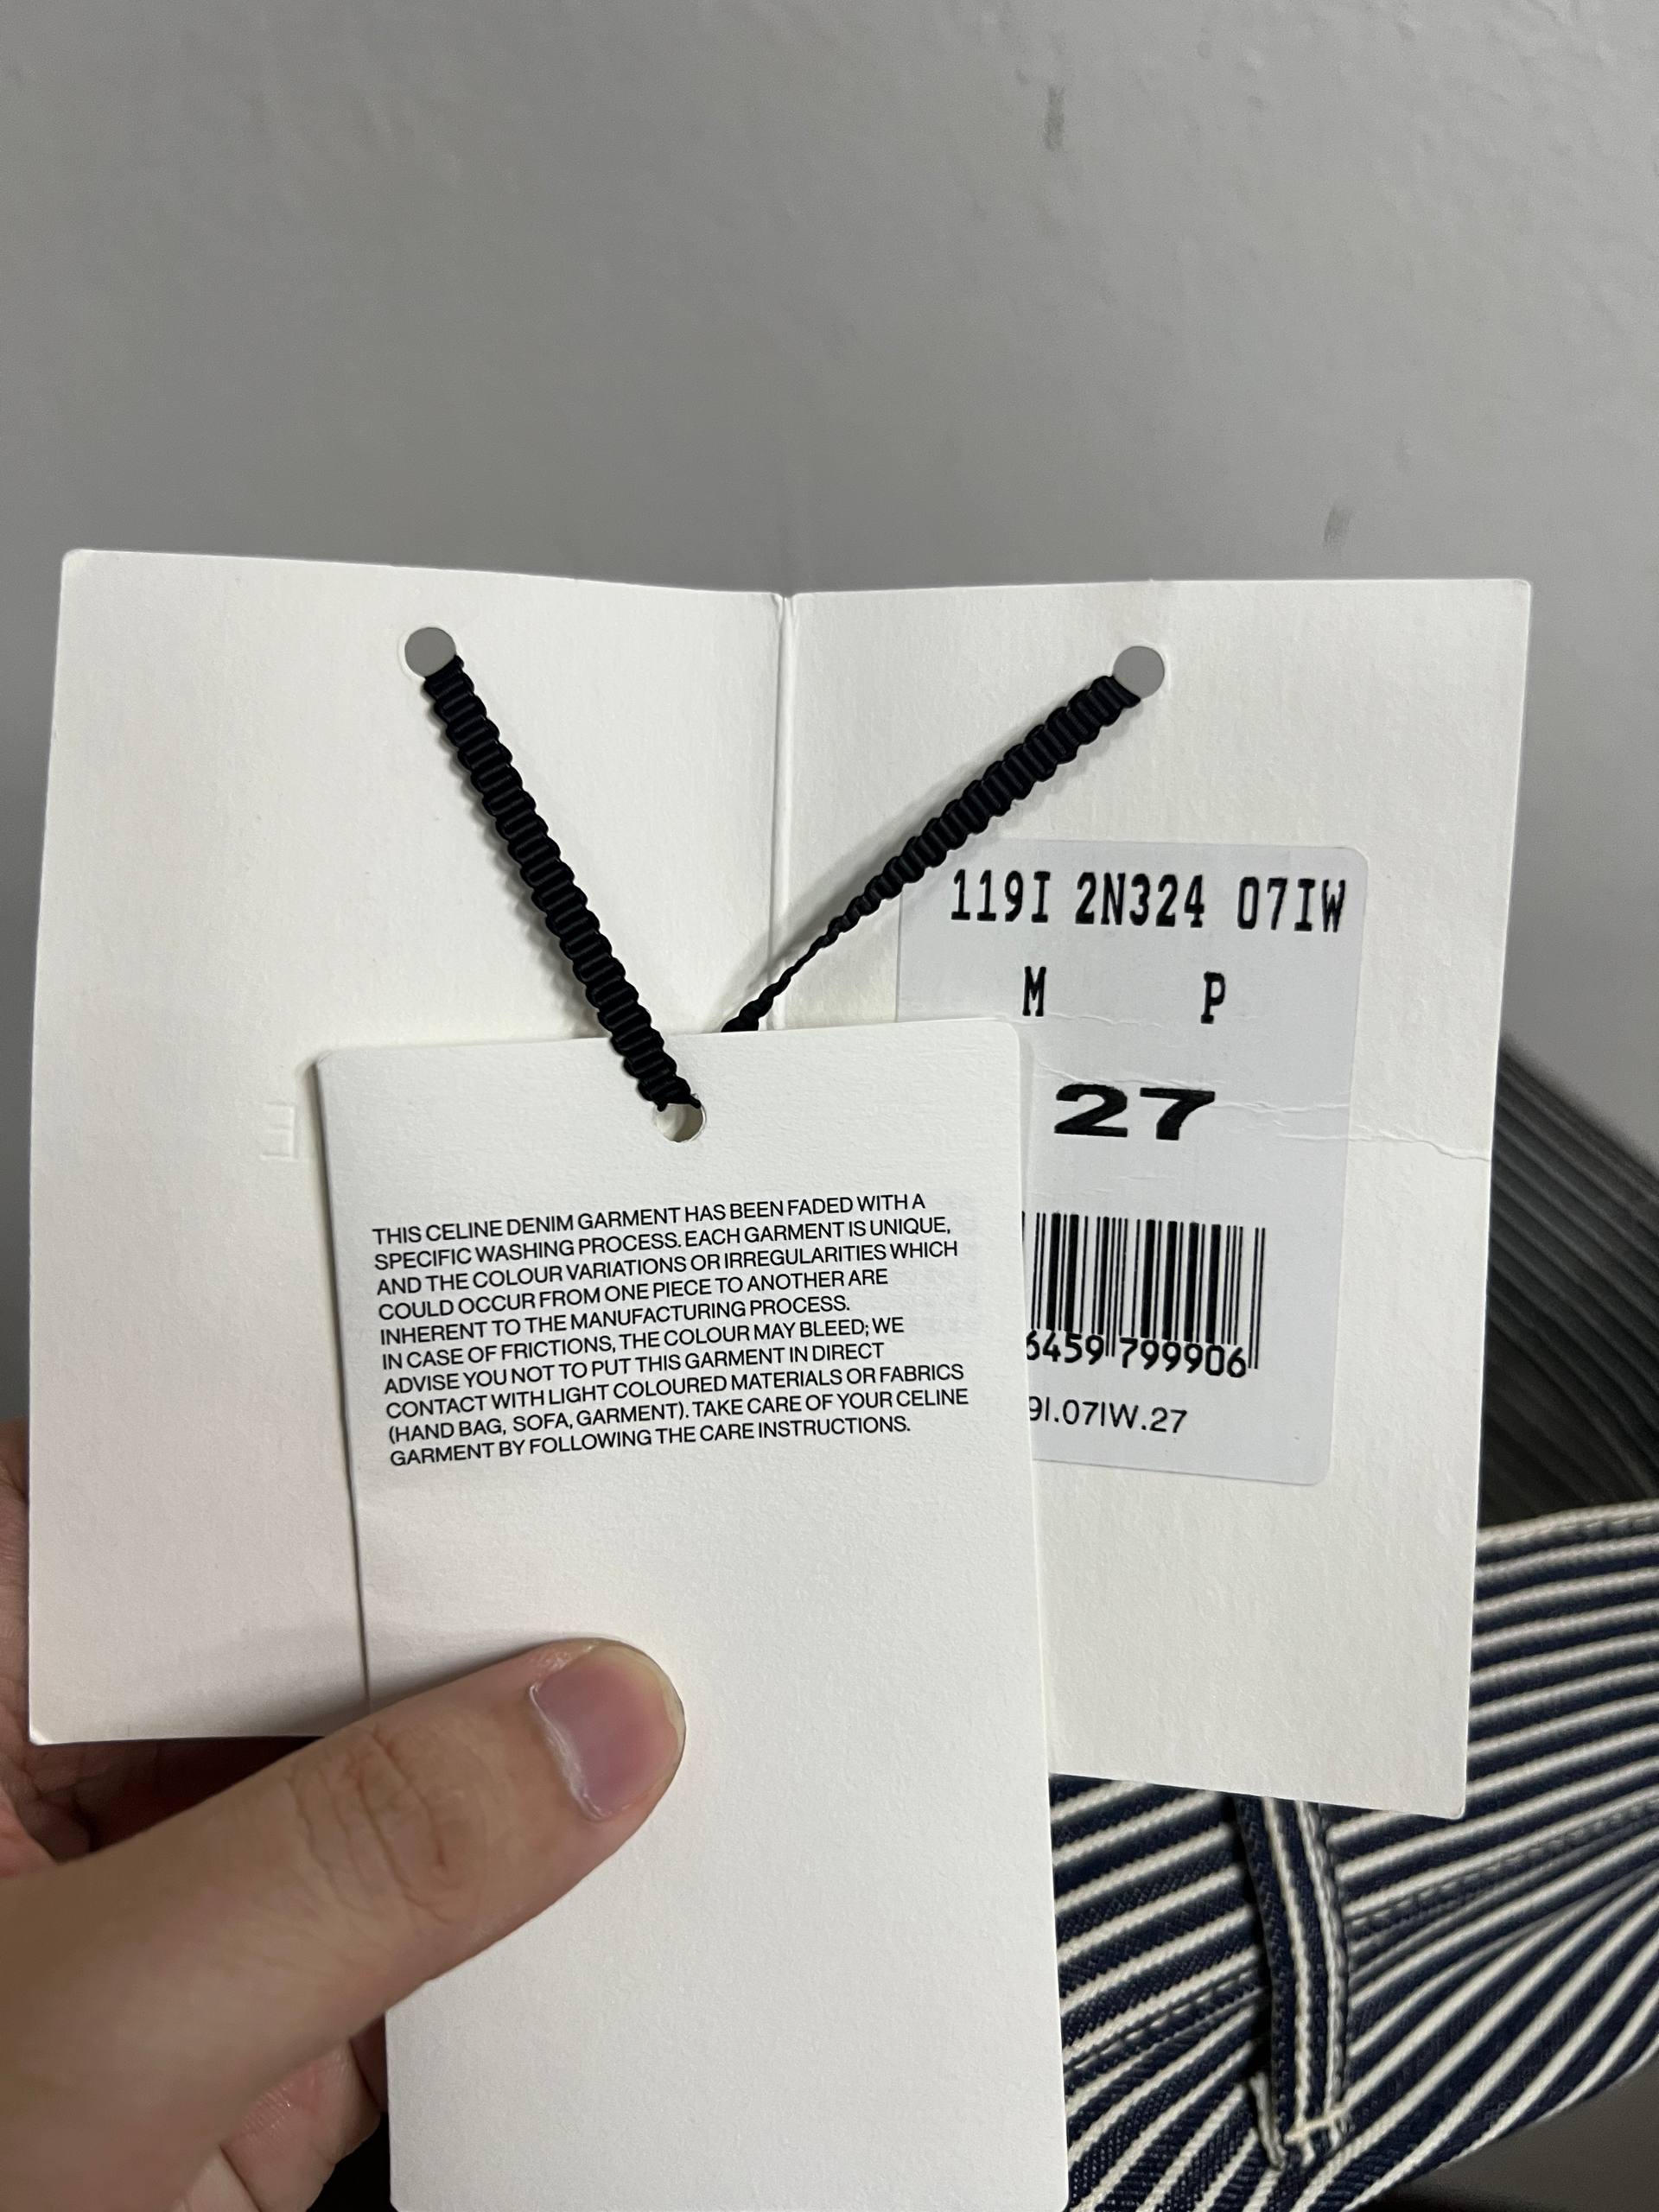 119I 2N324 07IW
M P
27
6459 799906
9I.07IW.27
E
THIS CELINE DENIM GARMENT HAS BEEN FADED WITH A
SPECIFIC WASHING PROCESS. EACH GARMENT IS UNIQUE,
AND THE COLOUR VARIATIONS OR IRREGULARITIES WHICH
COULD OCCUR FROM ONE PIECE TO ANOTHER ARE
INHERENT TO THE MANUFACTURING PROCESS.
IN CASE OF FRICTIONS, THE COLOUR MAY BLEED; WE
ADVISE YOU NOT TO PUT THIS GARMENT IN DIRECT
CONTACT WITH LIGHT COLOURED MATERIALS OR FABRICS
(HAND BAG, SOFA, GARMENT). TAKE CARE OF YOUR CELINE
GARMENT BY FOLLOWING THE CARE INSTRUCTIONS.